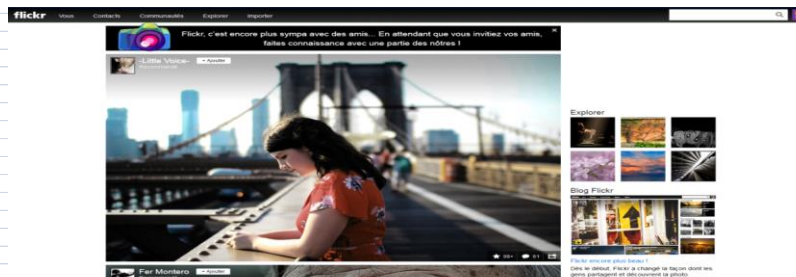 flickr Vous Contacts Communautés Explorer Importer
Flickr, c'est encore plus sympa avec des amis... En attendant que vous invitiez vos amis,
faites connaissance avec une partie des nôtres !
-Little Voice- + Ajouter
99+ 61
Fer Montero + Ajouter
Explorer
Blog Flickr
Flickr encore plus beau !
Dès le début, Flickr a changé la façon dont les
gens partagent et découvrent la photo.